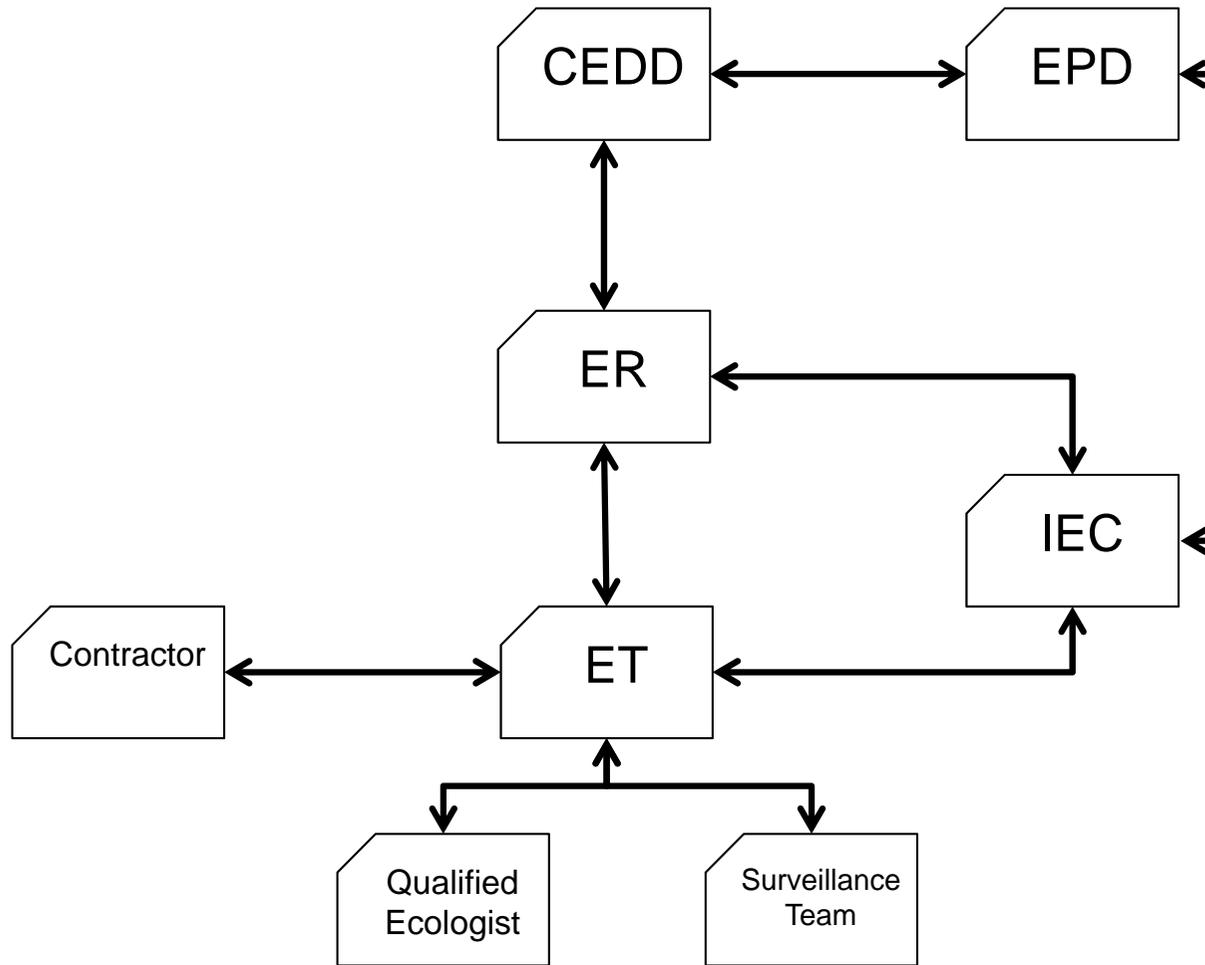 CEDD
EPD
ER
IEC
Contractor
ET
Qualified
Ecologist
Surveillance
Team